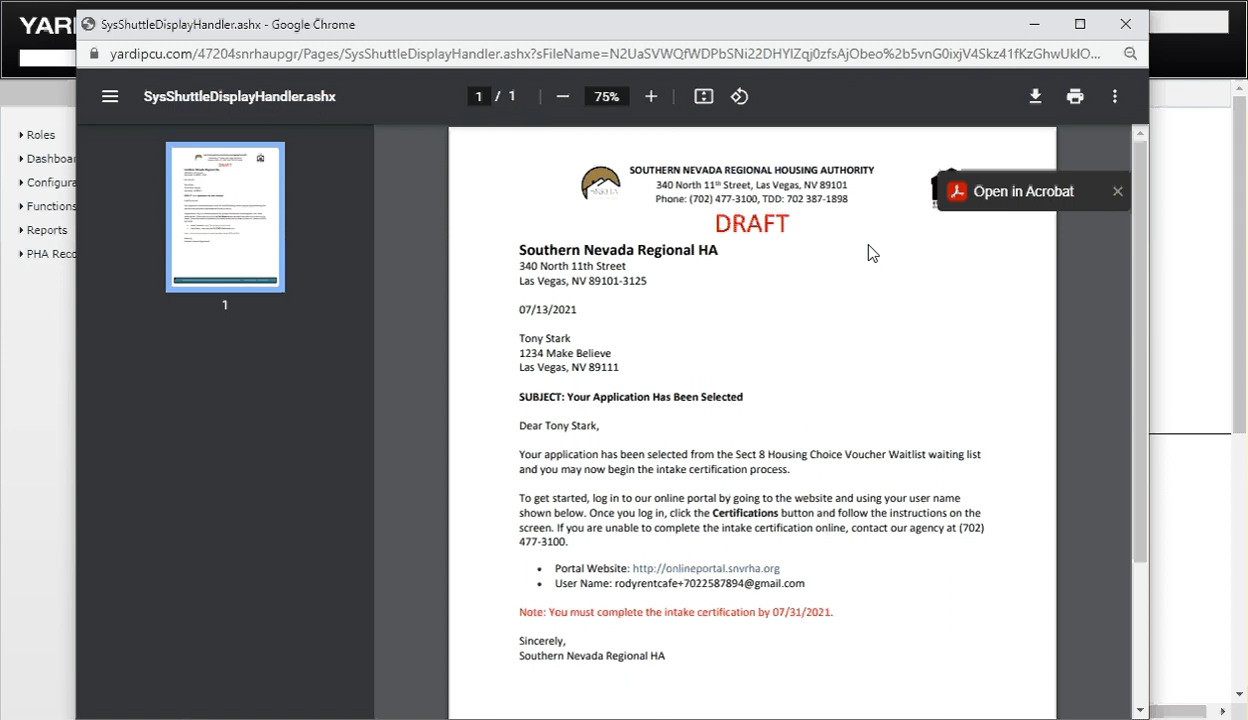 YARDI
SysShuttleDisplayHandler.ashx - Google Chrome
yardipcu.com/47204snrhaupgr/Pages/SysShuttleDisplayHandler.ashx?sFileName=N2UaSVWQfWDPbSNi22DHYlZqj0zfsAjObeo%2b5vnG0ixjV4Skz41fKzGhwUklO...
SysShuttleDisplayHandler.ashx
1 / 1
75%
Roles
Dashboar
Configura
Functions
Reports
PHA Reco
1
SOUTHERN NEVADA REGIONAL HOUSING AUTHORITY
340 North 11th Street, Las Vegas, NV 89101
Phone: (702) 477-3100, TDD: 702 387-1898
SNRHA
Open in Acrobat
DRAFT
Southern Nevada Regional HA
340 North 11th Street
Las Vegas, NV 89101-3125
07/13/2021
Tony Stark
1234 Make Believe
Las Vegas, NV 89111
SUBJECT: Your Application Has Been Selected
Dear Tony Stark,
Your application has been selected from the Sect 8 Housing Choice Voucher Waitlist waiting list
and you may now begin the intake certification process.
To get started, log in to our online portal by going to the website and using your user name
shown below. Once you log in, click the Certifications button and follow the instructions on the
screen. If you are unable to complete the intake certification online, contact our agency at (702)
477-3100.
• Portal Website: http://onlineportal.snvrha.org
• User Name: rodyrentcafe+7022587894@gmail.com
Note: You must complete the intake certification by 07/31/2021.
Sincerely,
Southern Nevada Regional HA